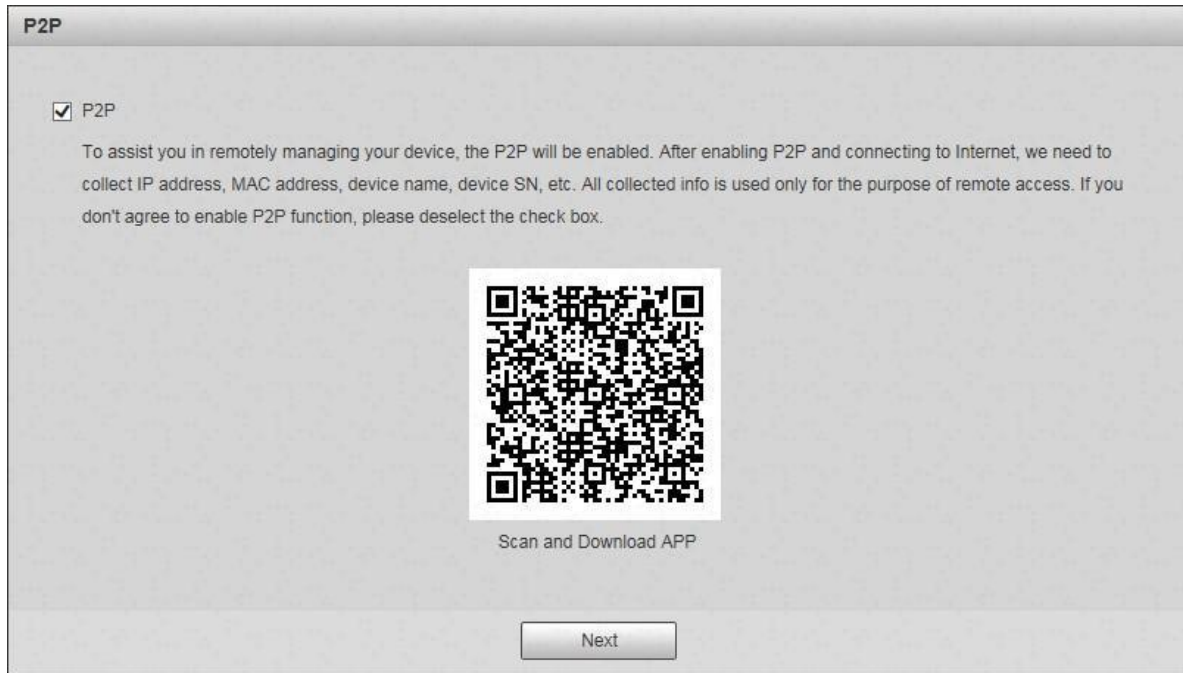 P2P
P2P
To assist you in remotely managing your device, the P2P will be enabled. After enabling P2P and connecting to Internet, we need to
collect IP address, MAC address, device name, device SN, etc. All collected info is used only for the purpose of remote access. If you
don't agree to enable P2P function, please deselect the check box.
Scan and Download APP
Next